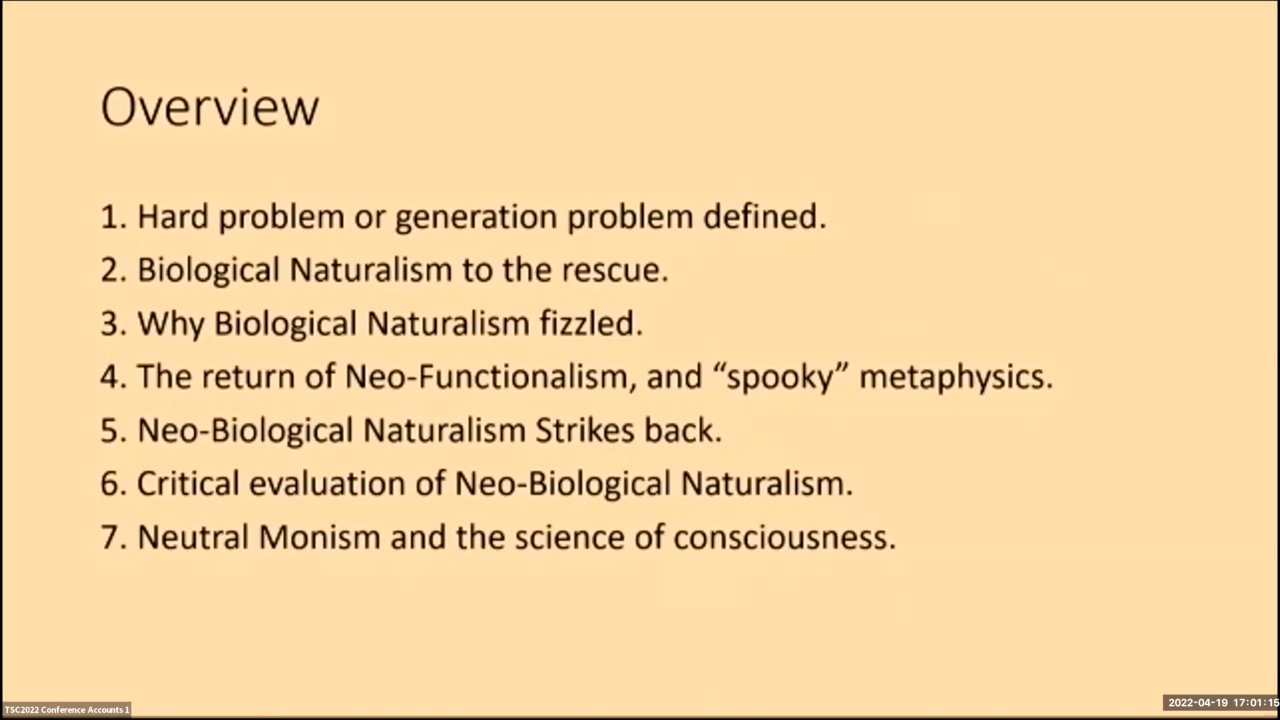 Overview
1. Hard problem or generation problem defined.
2. Biological Naturalism to the rescue.
3. Why Biological Naturalism fizzled.
4. The return of Neo-Functionalism, and “spooky” metaphysics.
5. Neo-Biological Naturalism Strikes back.
6. Critical evaluation of Neo-Biological Naturalism.
7. Neutral Monism and the science of consciousness.
TSC2022 Conference Accounts 1
2022-04-19 17:01:15